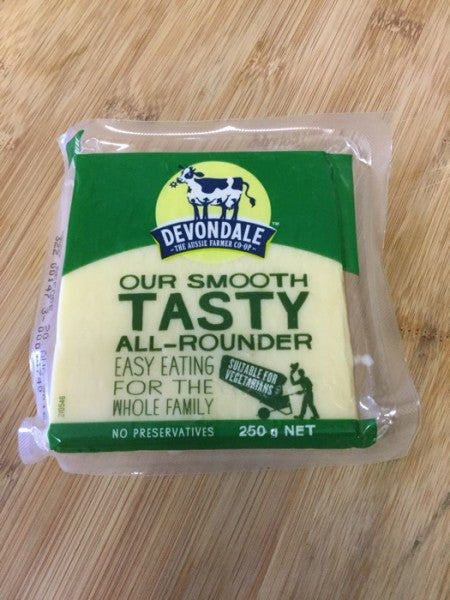 DEVONDALE™
THE AUSSIE FARMER CO-OP
OUR SMOOTH
TASTY
ALL-ROUNDER
EASY EATING
FOR THE
WHOLE FAMILY
SUITABLE FOR
VEGETARIANS
NO PRESERVATIVES
250 g NET